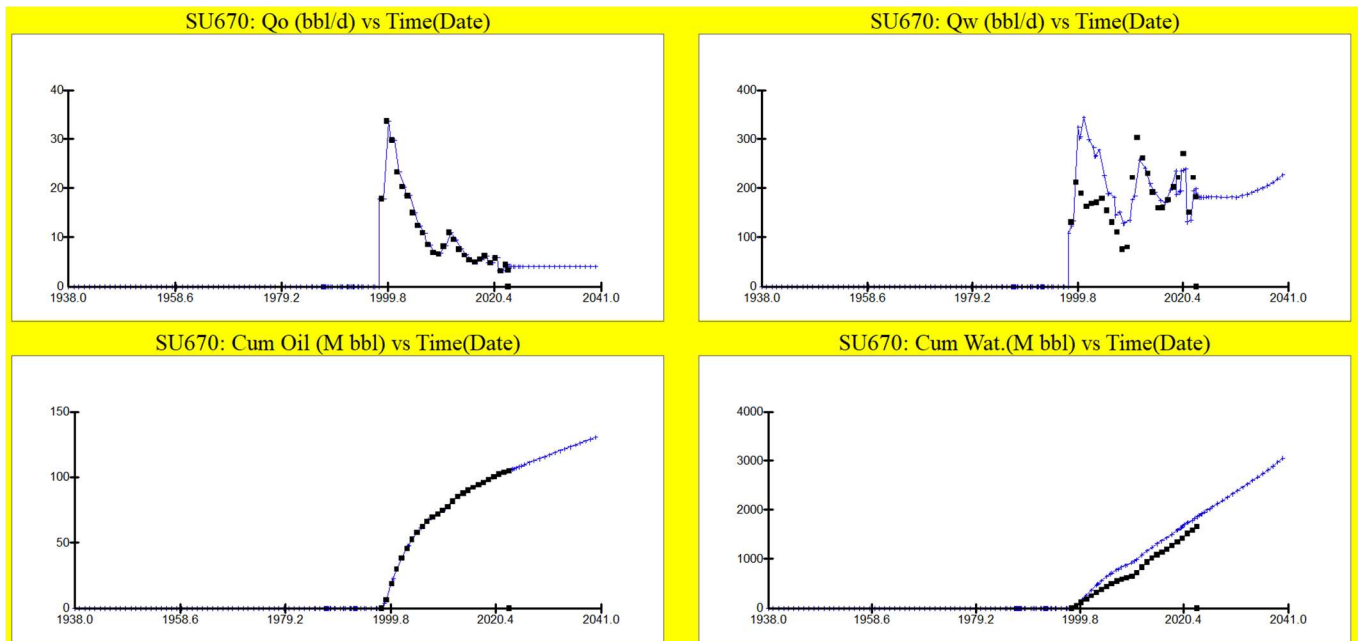 SU670: Qo (bbl/d) vs Time(Date)
40
30
20
10
0
1938.0 1958.6 1979.2 1999.8 2020.4 2041.0
SU670: Qw (bbl/d) vs Time(Date)
400
300
200
100
0
1938.0 1958.6 1979.2 1999.8 2020.4 2041.0
SU670: Cum Oil (M bbl) vs Time(Date)
150
100
50
0
1938.0 1958.6 1979.2 1999.8 2020.4 2041.0
SU670: Cum Wat.(M bbl) vs Time(Date)
4000
3000
2000
1000
0
1938.0 1958.6 1979.2 1999.8 2020.4 2041.0